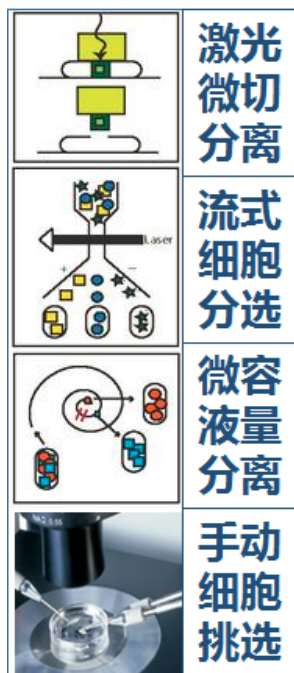 激光
微切
分离
Laser
+ −
流式
细胞
分选
微容
液量
分离
手动
细胞
挑选